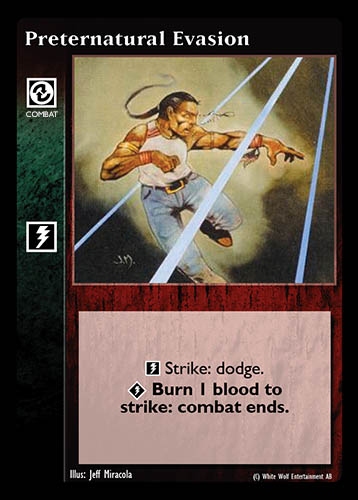 Preternatural Evasion
COMBAT
J.M.
Strike: dodge.
Burn 1 blood to
strike: combat ends.
Illus: Jeff Miracola
(C) White Wolf Entertainment AB